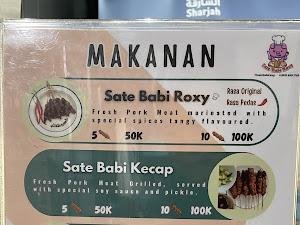 الشارقة
Sharjah
MAKANAN
Sate Babi Roxy
Rasa Original
Rasa Pedas
Fresh Pork Meat marinated with
special spices tangy flavoured.
5 50K 10 100K
Sate Babi Kecap
Fresh Pork Meat Grilled, served
with special soy sauce and pickle.
5 50K 10 100K